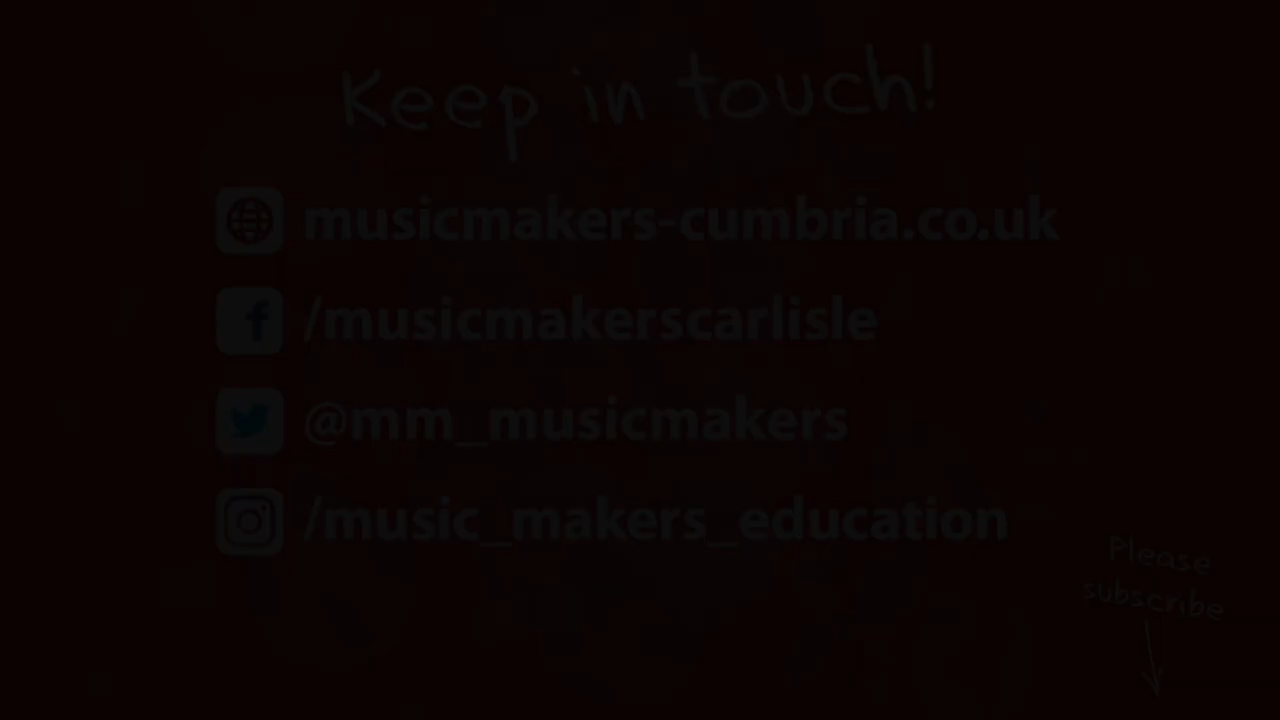 Keep in touch!
musicmakers-cumbria.co.uk
/musicmakerscarlisle
@mm_musicmakers
/music_makers_education
Please
subscribe